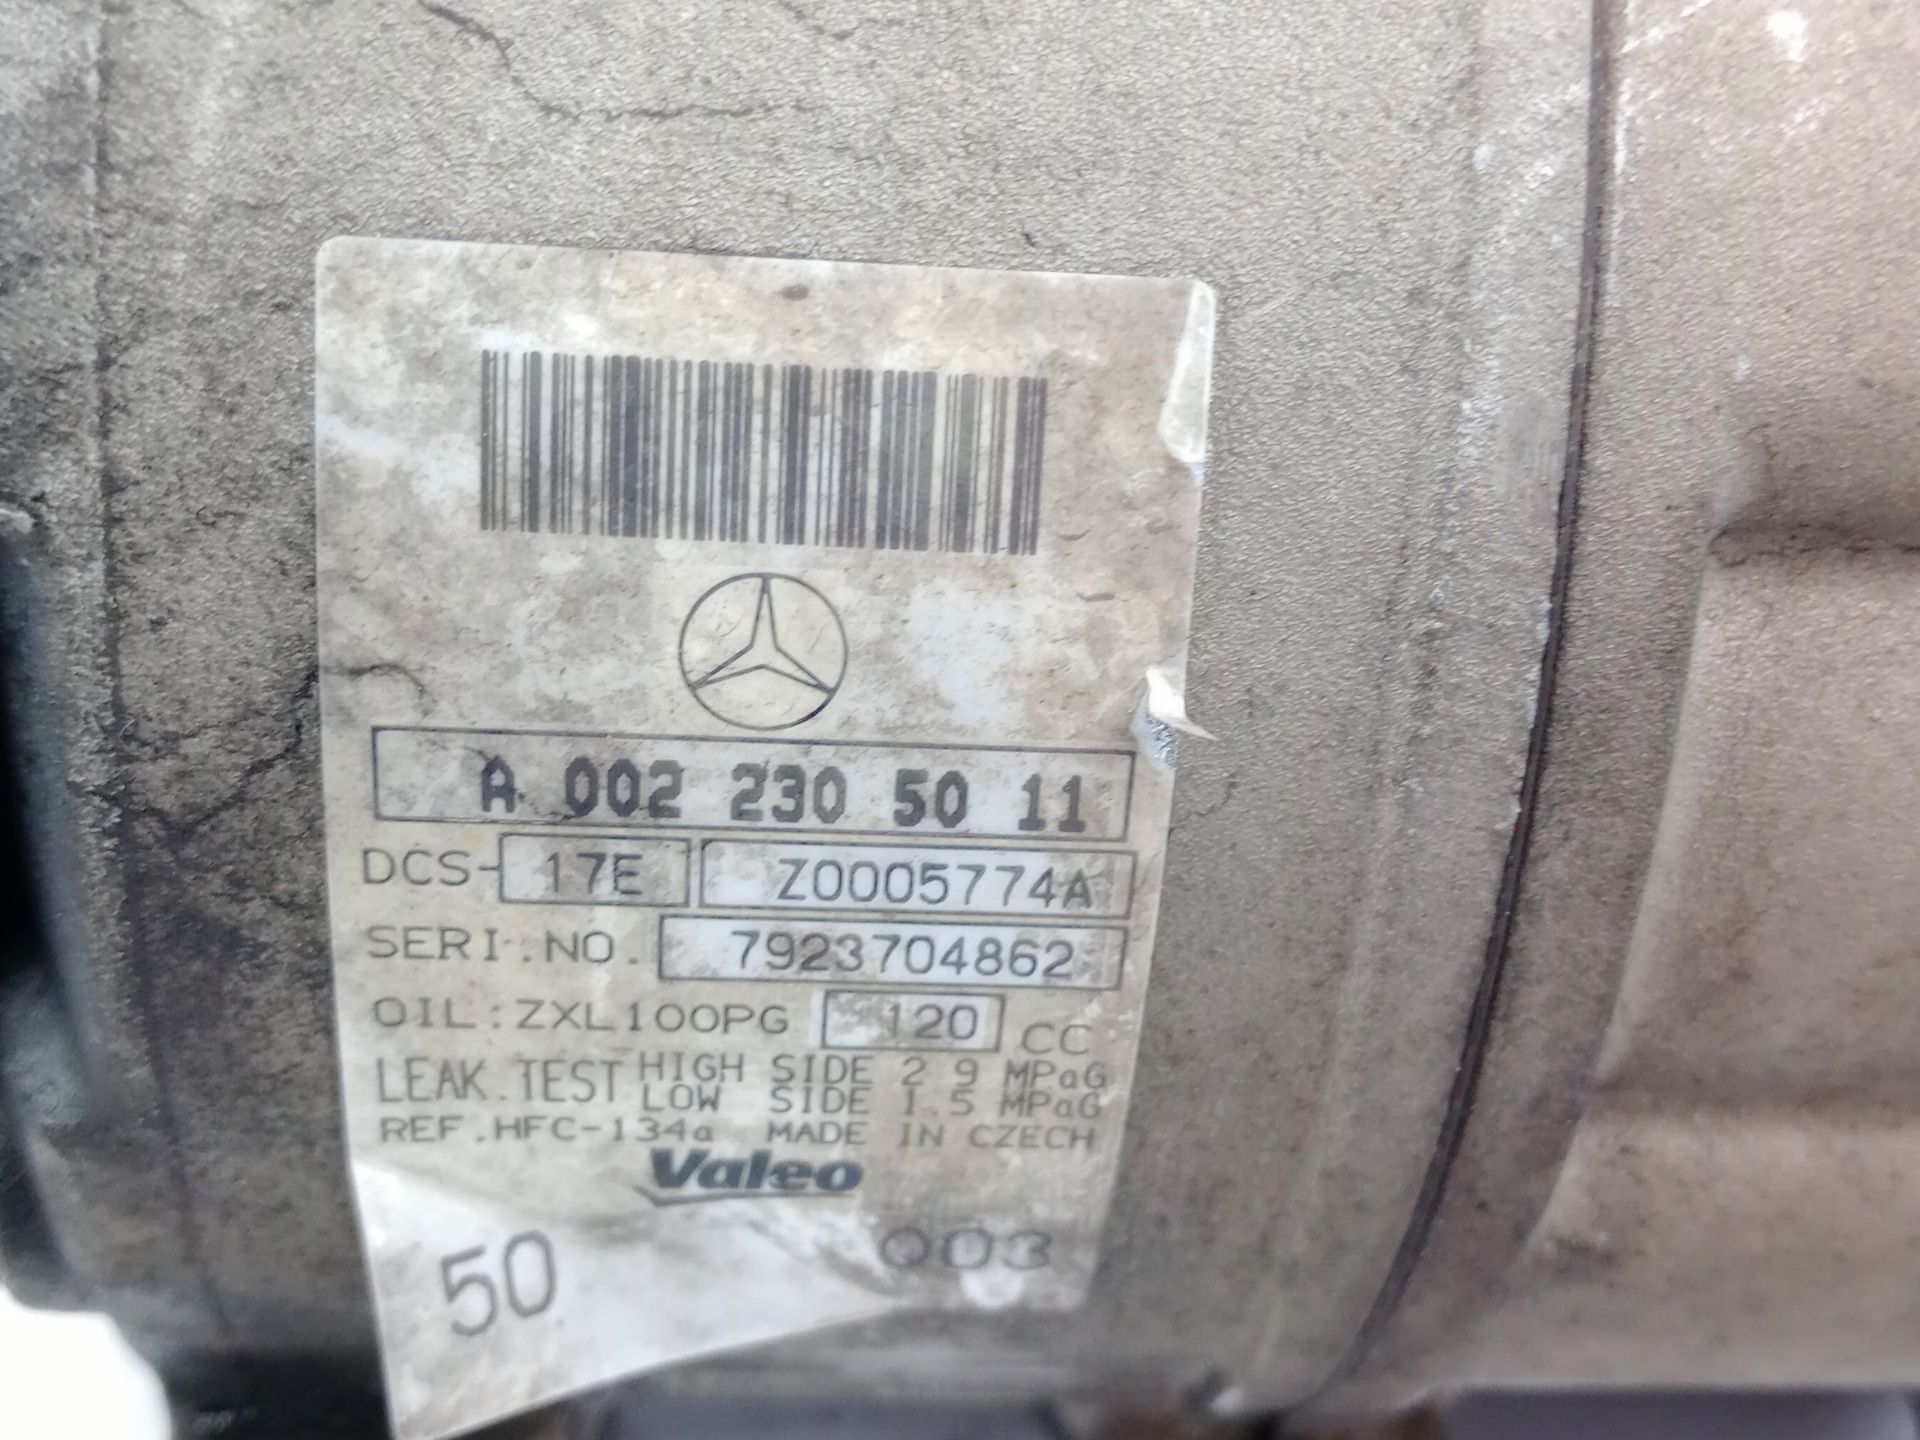 A 002 230 50 11
DCS- 17E Z0005774A
SERI.NO. 7923704862
OIL:ZXL100PG 120 CC
LEAK.TEST HIGH SIDE 2.9 MPaG
LOW SIDE 1.5 MPaG
REF.HFC-134a MADE IN CZECH
Valeo
50 003